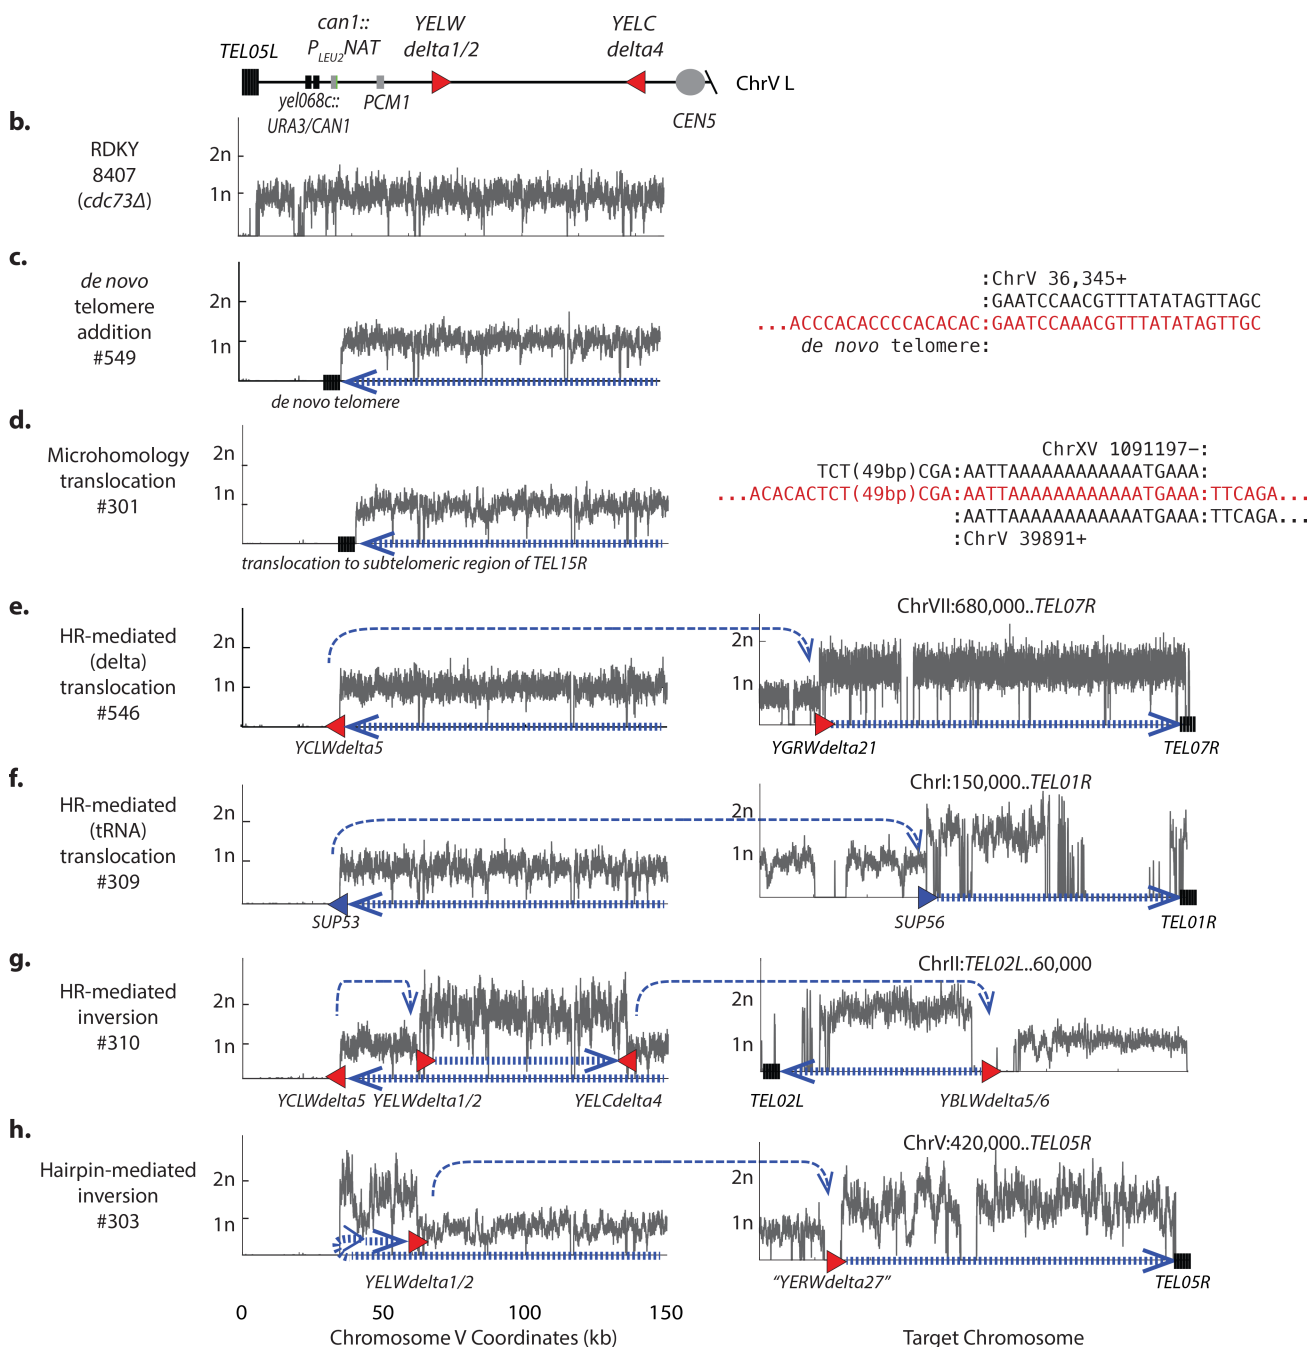 can1::
P_LEU2 NAT
YELW
delta1/2
YELC
delta4
TEL05L
yel068c::
URA3/CAN1
PCM1
CEN5
ChrV L
b.
RDKY
8407
(cdc73Δ)
2n
1n
c.
de novo
telomere
addition
#549
2n
1n
de novo telomere
:ChrV 36,345+
:GAATCCAACGTTTATATAGTTAGC
...ACCCACACCCCACACAC:GAATCCAAACGTTTATATAGTTGC
de novo telomere:
d.
Microhomology
translocation
#301
2n
1n
translocation to subtelomeric region of TEL15R
ChrXV 1091197-:
TCT(49bp)CGA:AATTAAAAAAAAAAAATGAAA:
...ACACACTCT(49bp)CGA:AATTAAAAAAAAAAAATGAAA:TTCAGA...
:AATTAAAAAAAAAAAATGAAA:TTCAGA...
:ChrV 39891+
e.
HR-mediated
(delta)
translocation
#546
2n
1n
YCLWdelta5
ChrVII:680,000..TEL07R
2n
1n
YGRWdelta21
TEL07R
f.
HR-mediated
(tRNA)
translocation
#309
2n
1n
SUP53
ChrI:150,000..TEL01R
2n
1n
SUP56
TEL01R
g.
HR-mediated
inversion
#310
2n
1n
YCLWdelta5 YELWdelta1/2
YELCdelta4
ChrII:TEL02L..60,000
2n
1n
TEL02L
YBLWdelta5/6
h.
Hairpin-mediated
inversion
#303
2n
1n
YELWdelta1/2
ChrV:420,000..TEL05R
2n
1n
“YERWdelta27”
TEL05R
0 50 100 150
Chromosome V Coordinates (kb)
Target Chromosome